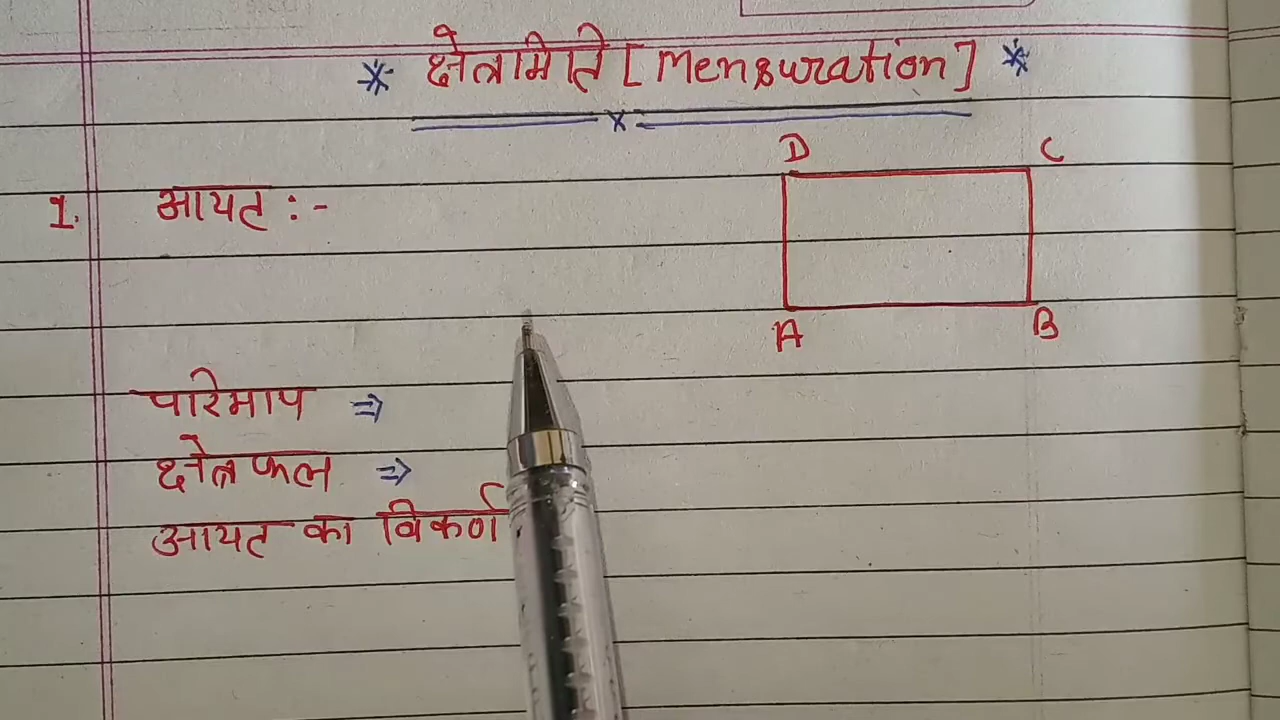 * क्षेत्रमिति [Mensuration] *
x
D C
1. आयत :-
A B
परिमाप ⇒
क्षेत्रफल ⇒
आयत का विकर्ण